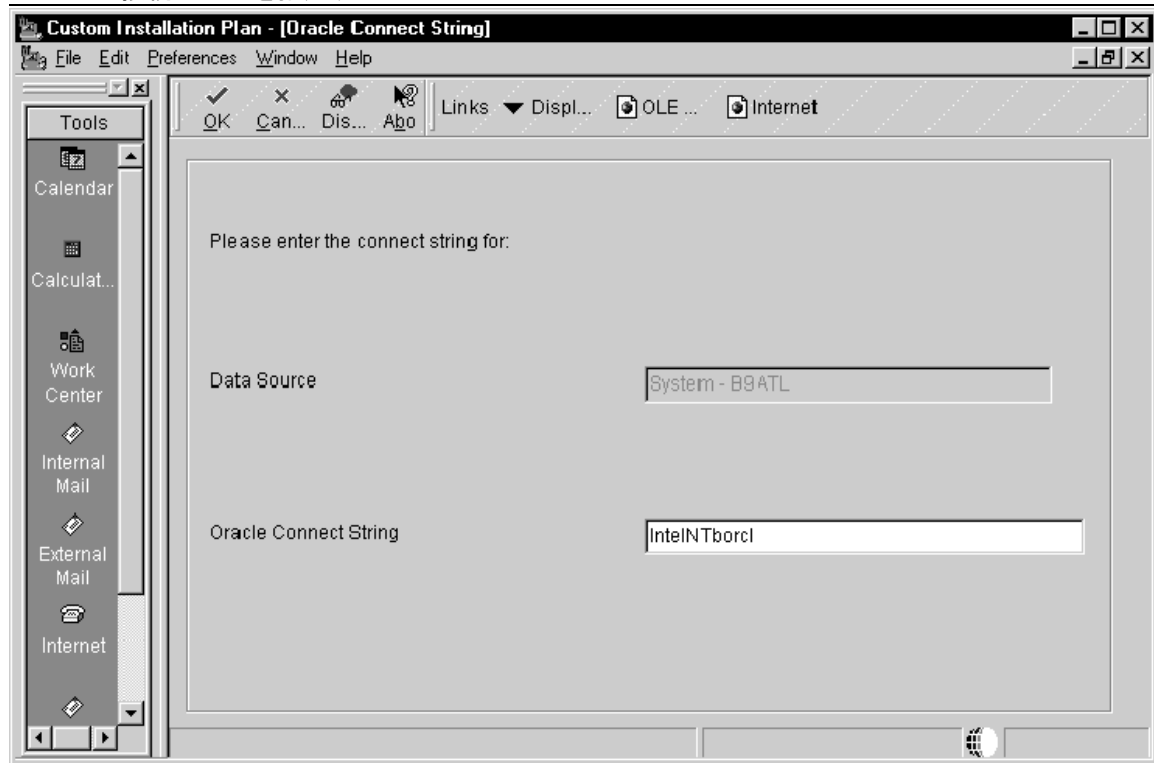 Custom Installation Plan - [Oracle Connect String]
File Edit Preferences Window Help
Tools
OK Can... Dis... Abo Links Displ... OLE ... Internet
Calendar
Calculat...
Work
Center
Internal
Mail
External
Mail
Internet
Please enter the connect string for:
Data Source System - B9ATL
Oracle Connect String IntelNTborcl